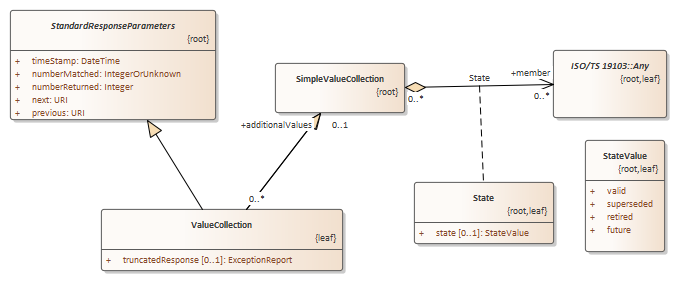 StandardResponseParameters
{root}
+ timeStamp: DateTime
+ numberMatched: IntegerOrUnknown
+ numberReturned: Integer
+ next: URI
+ previous: URI
SimpleValueCollection
{root}
0..*
State
+member
0..*
ISO/TS 19103::Any
{root,leaf}
+additionalValues
0..1
0..*
StateValue
{root,leaf}
+ valid
+ superseded
+ retired
+ future
State
{root,leaf}
+ state [0..1]: StateValue
ValueCollection
{leaf}
+ truncatedResponse [0..1]: ExceptionReport